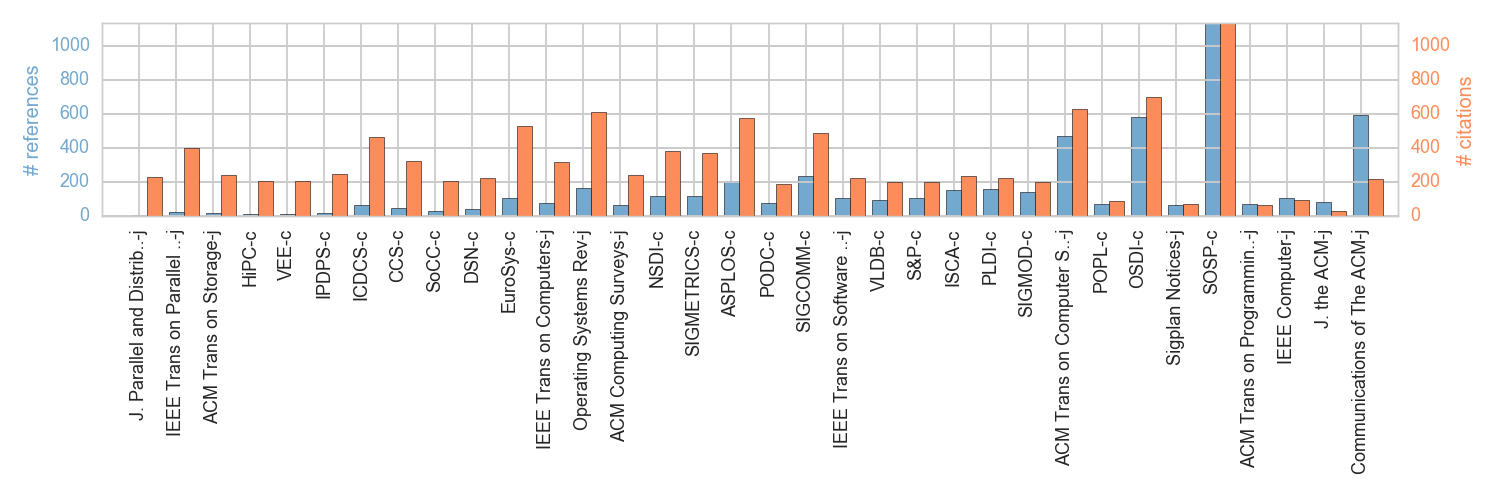 # references
1000
800
600
400
200
0
1000
800
600
400
200
0
# citations
J. Parallel and Distrib..-j
IEEE Trans on Parallel ..-j
ACM Trans on Storage-j
HiPC-c
VEE-c
IPDPS-c
ICDCS-c
CCS-c
SoCC-c
DSN-c
EuroSys-c
IEEE Trans on Computers-j
Operating Systems Rev-j
ACM Computing Surveys-j
NSDI-c
SIGMETRICS-c
ASPLOS-c
PODC-c
SIGCOMM-c
IEEE Trans on Software ..-j
VLDB-c
S&P-c
ISCA-c
PLDI-c
SIGMOD-c
ACM Trans on Computer S..-j
POPL-c
OSDI-c
Sigplan Notices-j
SOSP-c
ACM Trans on Programmin..-j
IEEE Computer-j
J. the ACM-j
Communications of The ACM-j